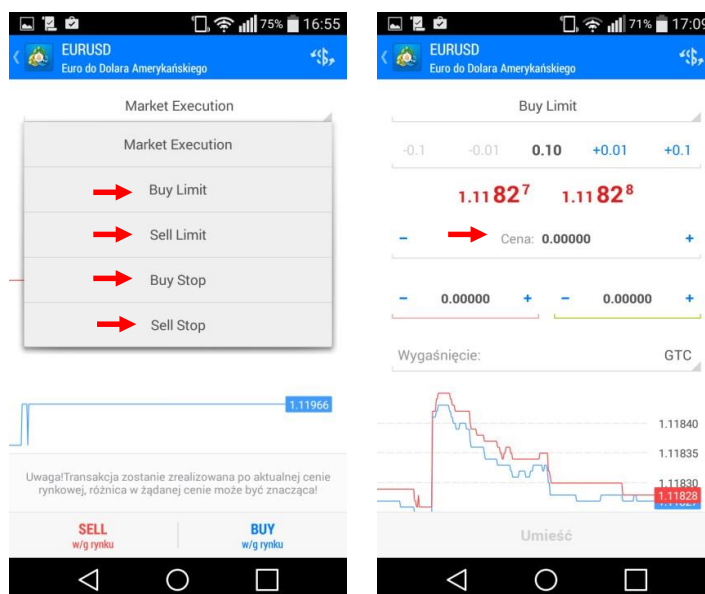 75% 16:55
EURUSD
Euro do Dolara Amerykańskiego
Market Execution
Market Execution
Buy Limit
Sell Limit
Buy Stop
Sell Stop
1.11966
Uwaga!Transakcja zostanie zrealizowana po aktualnej cenie
rynkowej, różnica w żądanej cenie może być znacząca!
SELL BUY
w/g rynku w/g rynku
71% 17:09
EURUSD
Euro do Dolara Amerykańskiego
Buy Limit
-0.1 -0.01 0.10 +0.01 +0.1
1.11827 1.11828
- Cena: 0.00000 +
- 0.00000 + - 0.00000 +
Wygaśnięcie: GTC
1.11840
1.11835
1.11830
1.11828
Umieść